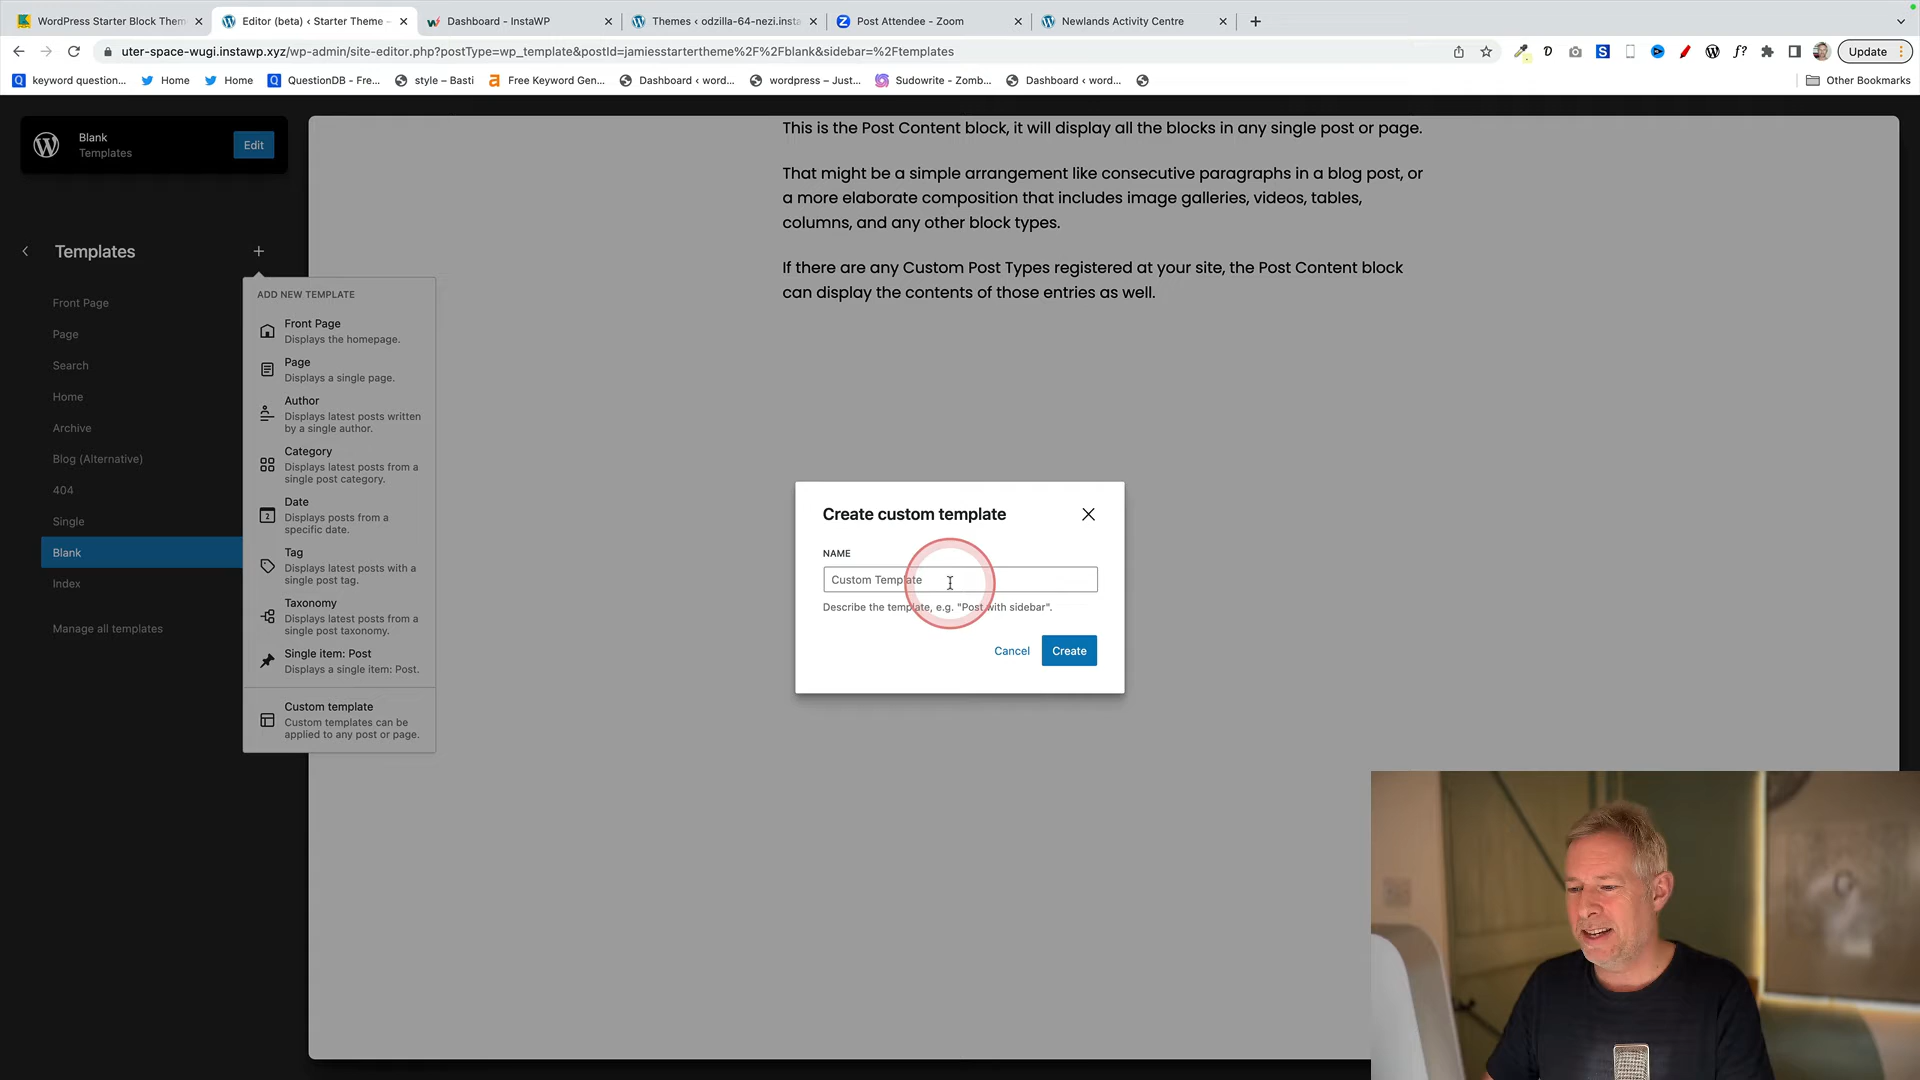 WordPress Starter Block Them
Editor (beta) ‹ Starter Theme –
Dashboard - InstaWP
Themes ‹ odzilla-64-nezi.insta
Post Attendee - Zoom
Newlands Activity Centre
uter-space-wugi.instawp.xyz/wp-admin/site-editor.php?postType=wp_template&postId=jamiesstartertheme%2F%2Fblank&sidebar=%2Ftemplates
Update
keyword question...
Home
Home
QuestionDB - Fre...
style – Basti
Free Keyword Gen...
Dashboard ‹ word...
wordpress – Just...
Sudowrite - Zomb...
Dashboard ‹ word...
Other Bookmarks
Blank
Templates
Edit
Templates
Front Page
Page
Search
Home
Archive
Blog (Alternative)
404
Single
Blank
Index
Manage all templates
ADD NEW TEMPLATE
Front Page
Displays the homepage.
Page
Displays a single page.
Author
Displays latest posts written
by a single author.
Category
Displays latest posts from a
single post category.
Date
Displays posts from a
specific date.
Tag
Displays latest posts with a
single post tag.
Taxonomy
Displays latest posts from a
single post taxonomy.
Single item: Post
Displays a single item: Post.
Custom template
Custom templates can be
applied to any post or page.
This is the Post Content block, it will display all the blocks in any single post or page.
That might be a simple arrangement like consecutive paragraphs in a blog post, or
a more elaborate composition that includes image galleries, videos, tables,
columns, and any other block types.
If there are any Custom Post Types registered at your site, the Post Content block
can display the contents of those entries as well.
Create custom template
NAME
Custom Template
Describe the template, e.g. "Post with sidebar".
Cancel
Create